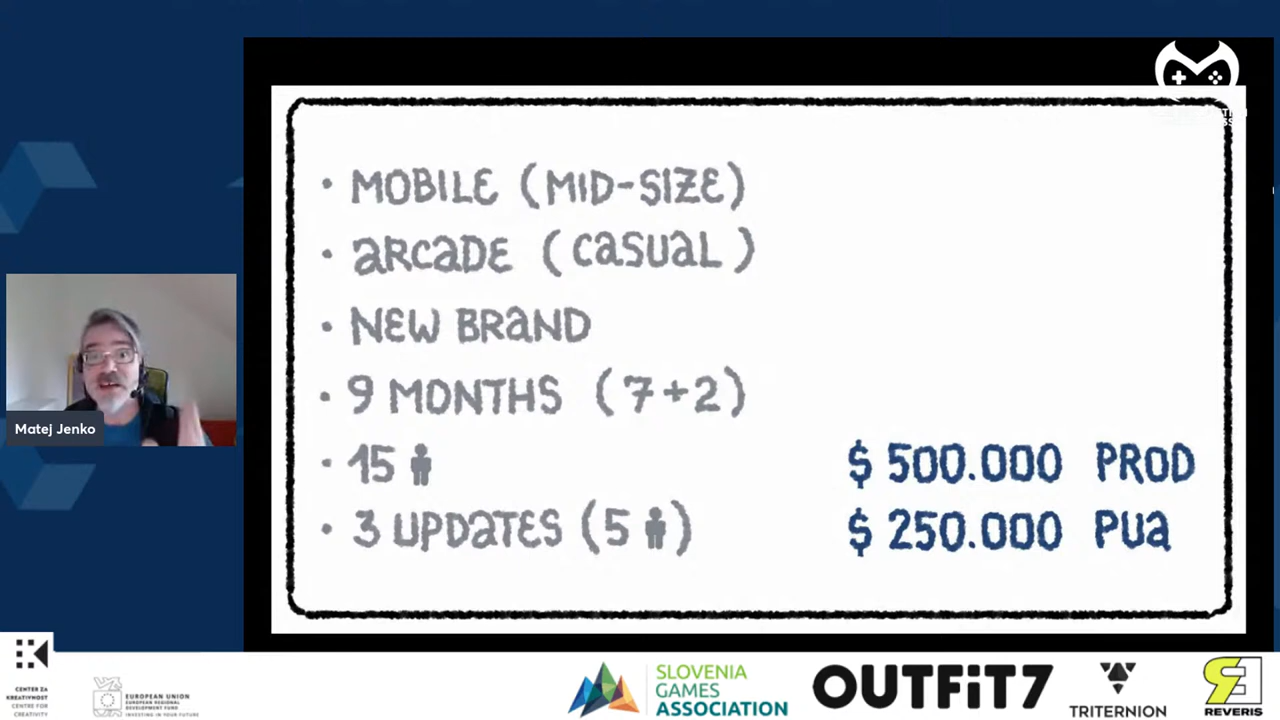 • MOBILE (MID-SIZE)
• ARCADE (CASUAL)
• NEW BRAND
• 9 MONTHS (7+2)
• 15
$ 500.000 PROD
• 3 UPDATES (5)
$ 250.000 PUA
Matej Jenko
CENTER ZA
KREATIVNOST
CENTRE FOR
CREATIVITY
EUROPEAN UNION
EUROPEAN REGIONAL
DEVELOPMENT FUND
INVESTING IN YOUR FUTURE
SLOVENIA
GAMES
ASSOCIATION
OUTFIT7
TRITERNION
REVERIS